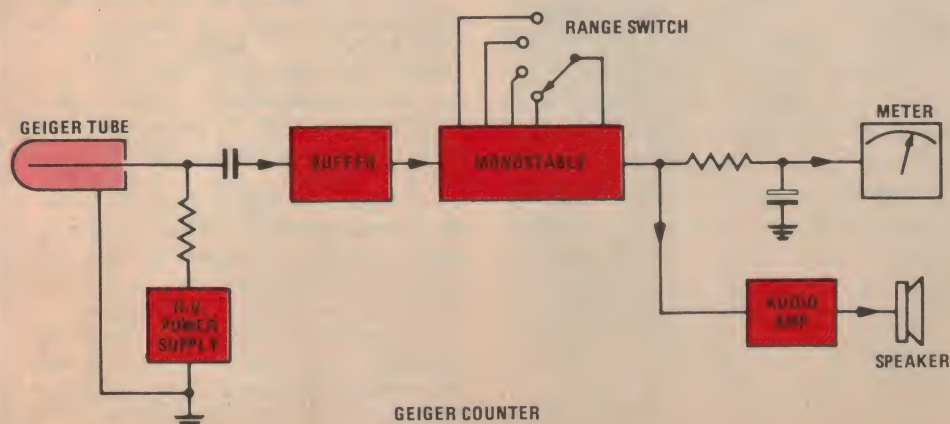 RANGE SWITCH
METER
GEIGER TUBE
BUFFER
MONOSTABLE
H.V.
POWER
SUPPLY
AUDIO
AMP
SPEAKER
GEIGER COUNTER